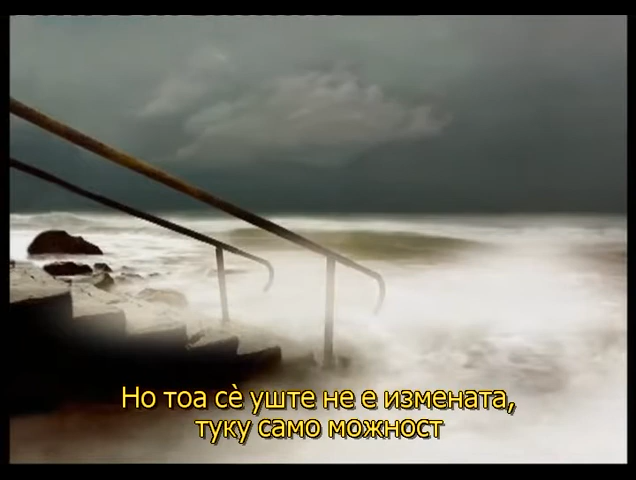 Но тоа сѐ уште не е измената,
туку само можност